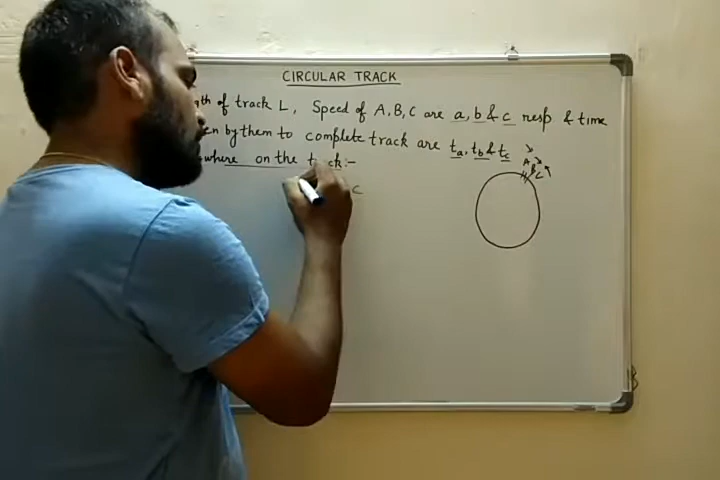 CIRCULAR TRACK
of track L, Speed of A,B,C are a, b & c resp & time
by them to complete track are ta, tb & tc
where on the track:-
C
A
B C